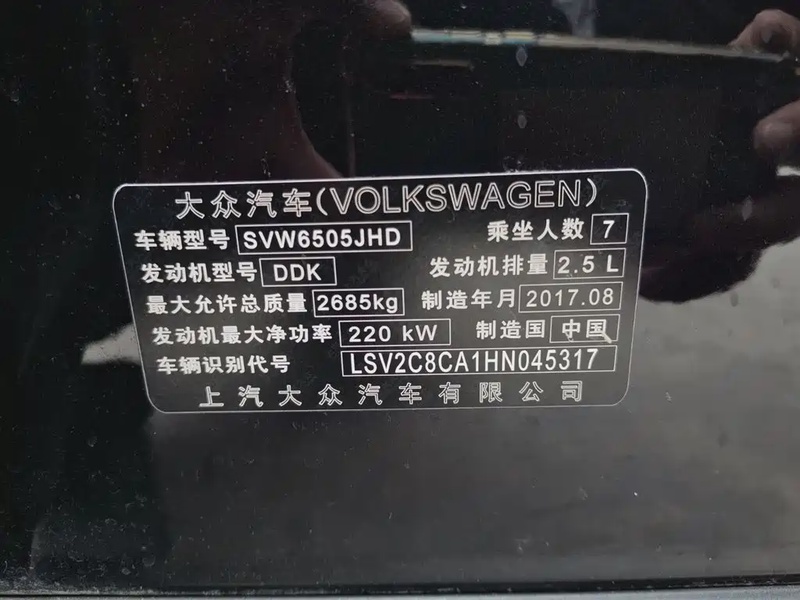 大众汽车(VOLKSWAGEN)
车辆型号 SVW6505JHD 乘坐人数 7
发动机型号 DDK 发动机排量 2.5 L
最大允许总质量 2685kg 制造年月 2017.08
发动机最大净功率 220 kW 制造国 中国
车辆识别代号 LSV2C8CA1HN045317
上汽大众汽车有限公司